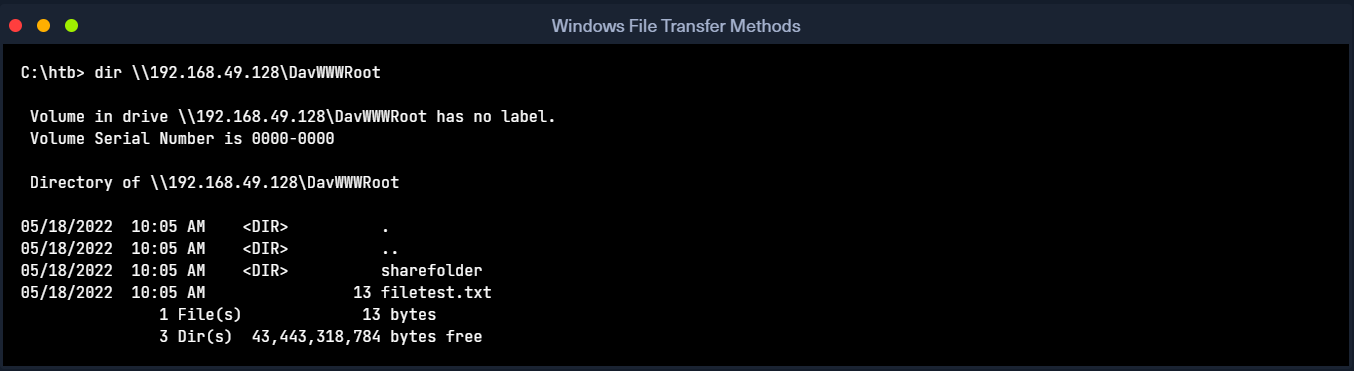 Windows File Transfer Methods
C:\htb> dir \\192.168.49.128\DavWWWRoot
Volume in drive \\192.168.49.128\DavWWWRoot has no label.
Volume Serial Number is 0000-0000
Directory of \\192.168.49.128\DavWWWRoot
05/18/2022  10:05 AM    <DIR>          .
05/18/2022  10:05 AM    <DIR>          ..
05/18/2022  10:05 AM    <DIR>          sharefolder
05/18/2022  10:05 AM                13 filetest.txt
               1 File(s)             13 bytes
               3 Dir(s)  43,443,318,784 bytes free